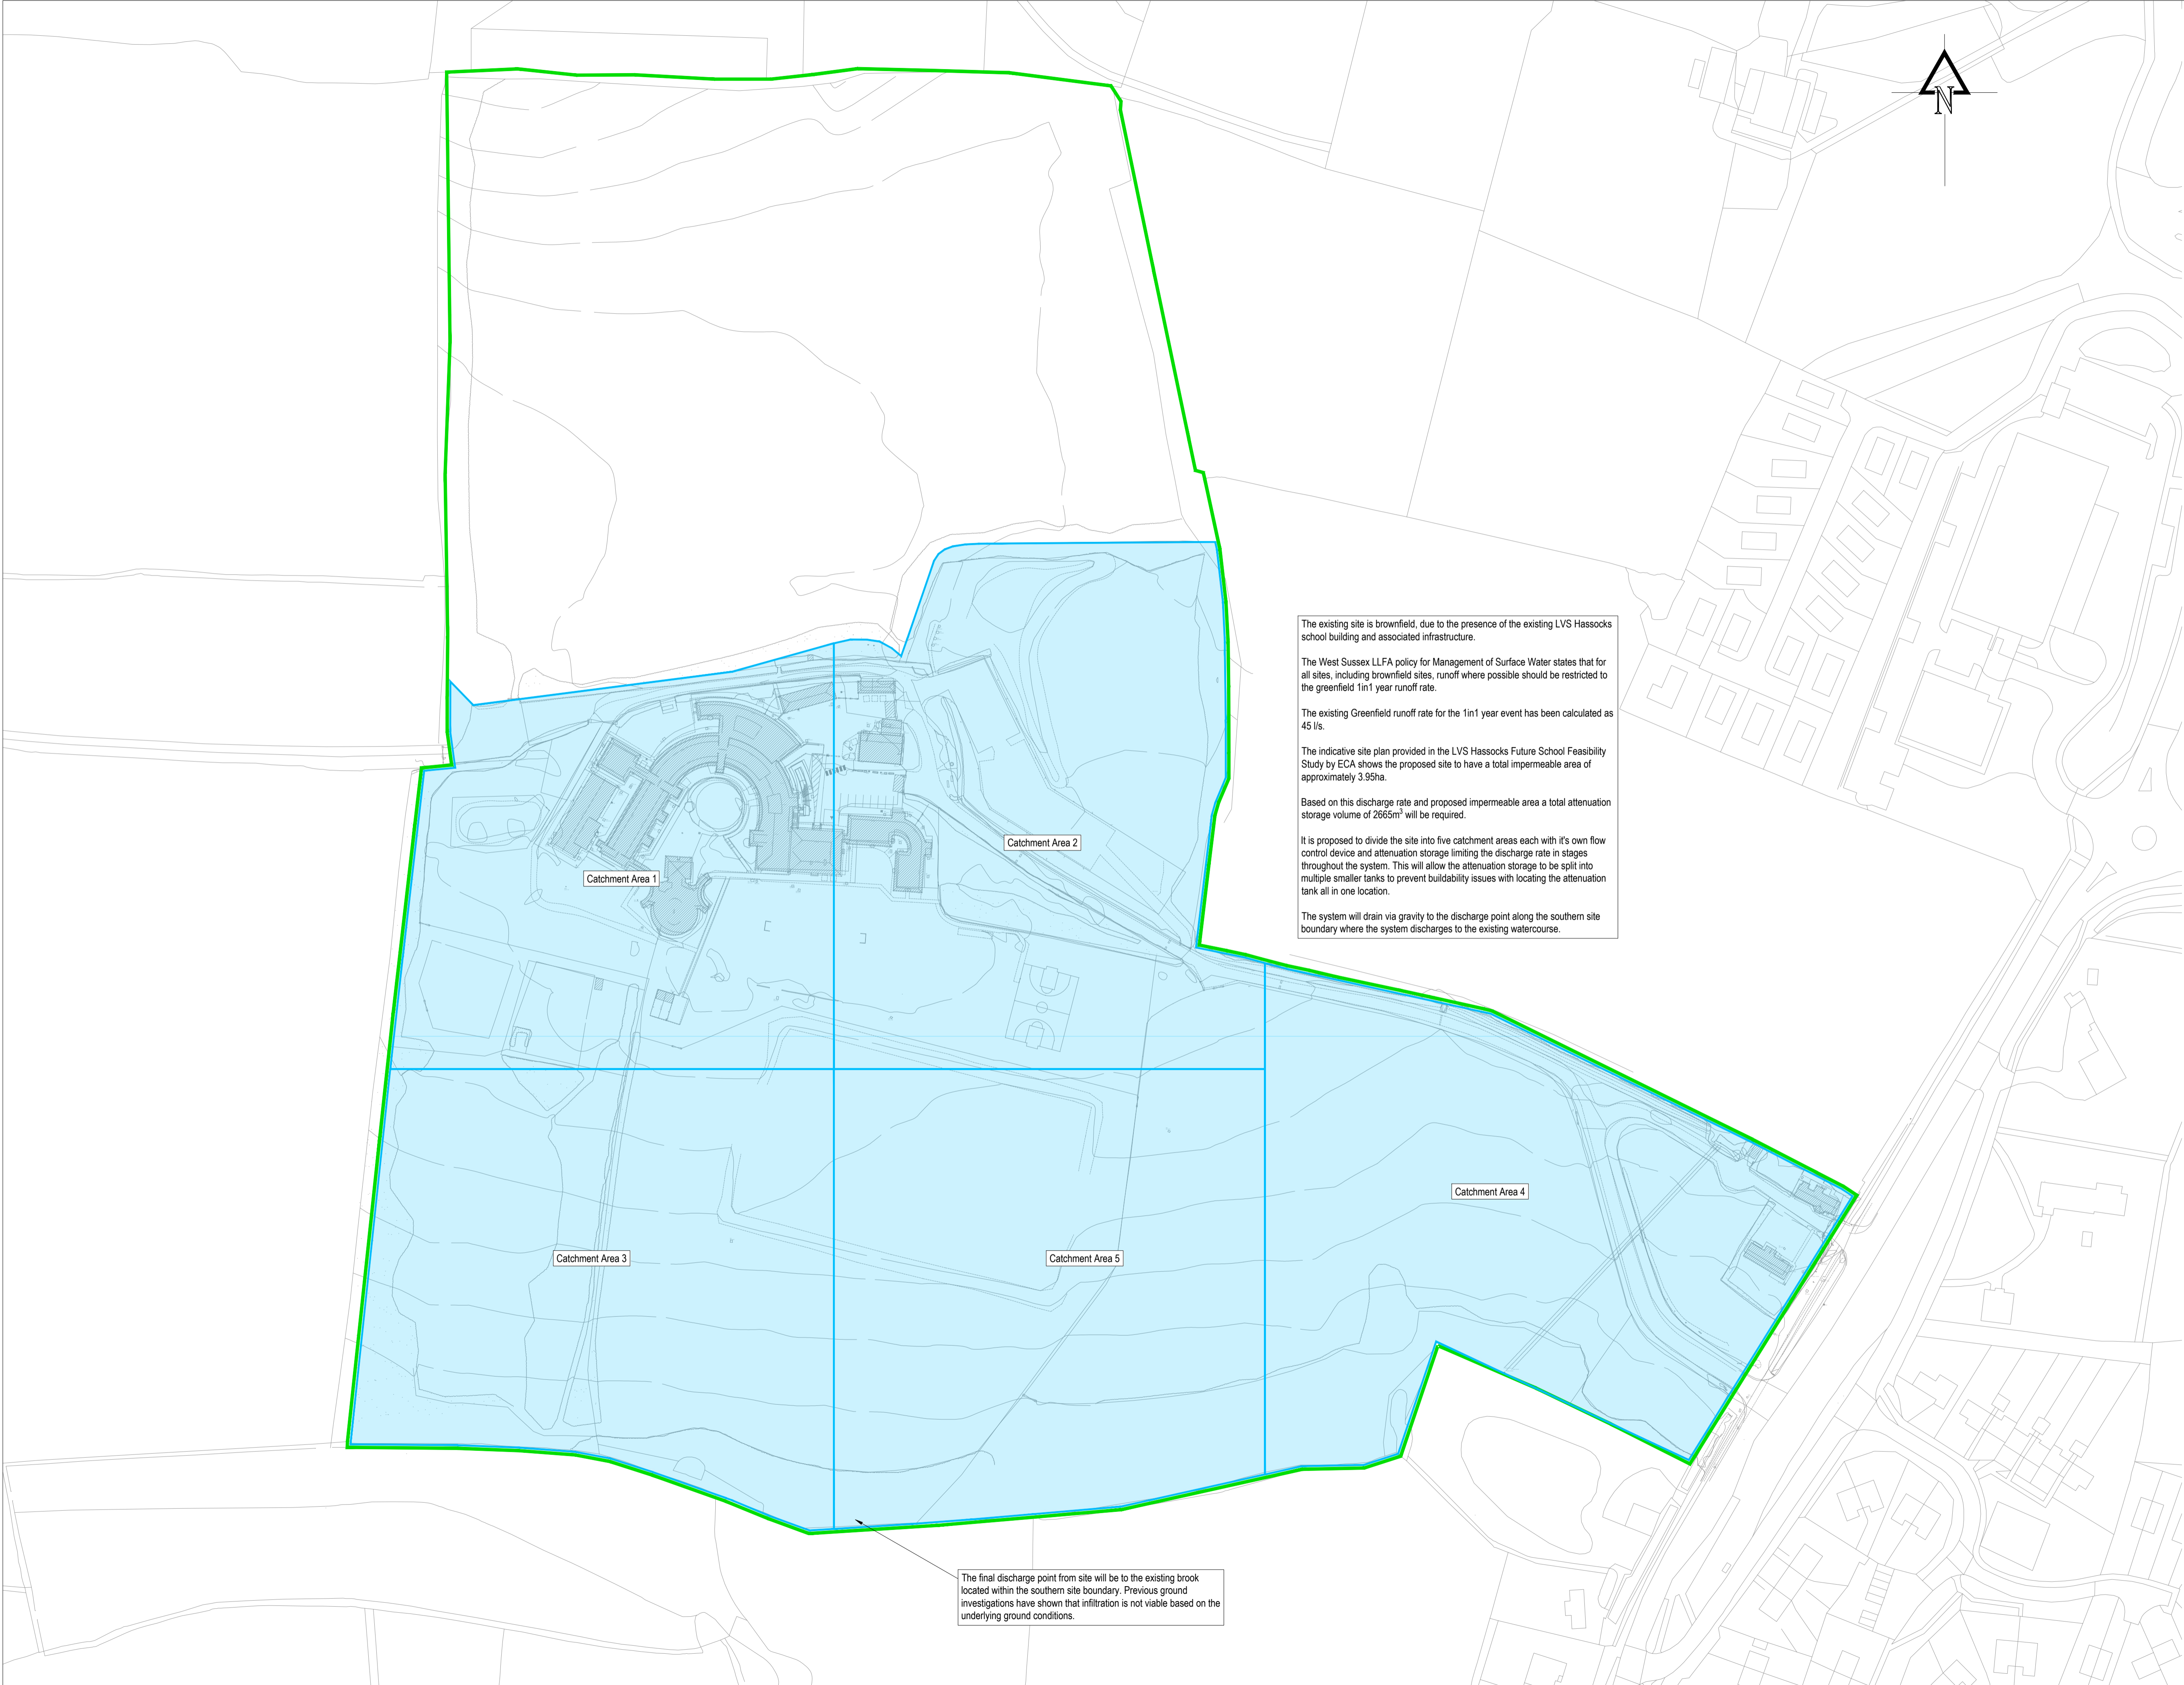 N
The existing site is brownfield, due to the presence of the existing LVS Hassocks
school building and associated infrastructure.
The West Sussex LLFA policy for Management of Surface Water states that for
all sites, including brownfield sites, runoff where possible should be restricted to
the greenfield 1in1 year runoff rate.
The existing Greenfield runoff rate for the 1in1 year event has been calculated as
45 l/s.
The indicative site plan provided in the LVS Hassocks Future School Feasibility
Study by ECA shows the proposed site to have a total impermeable area of
approximately 3.95ha.
Based on this discharge rate and proposed impermeable area a total attenuation
storage volume of 2665m³ will be required.
It is proposed to divide the site into five catchment areas each with it's own flow
control device and attenuation storage limiting the discharge rate in stages
throughout the system. This will allow the attenuation storage to be split into
multiple smaller tanks to prevent buildability issues with locating the attenuation
tank all in one location.
The system will drain via gravity to the discharge point along the southern site
boundary where the system discharges to the existing watercourse.
Catchment Area 2
Catchment Area 1
Catchment Area 4
Catchment Area 3
Catchment Area 5
The final discharge point from site will be to the existing brook
located within the southern site boundary. Previous ground
investigations have shown that infiltration is not viable based on the
underlying ground conditions.